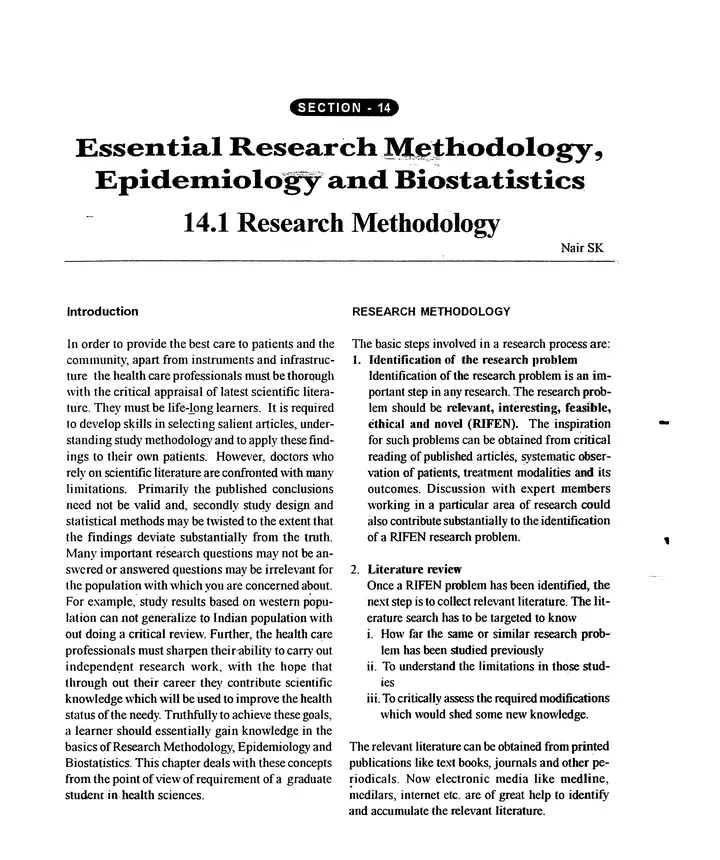 SECTION - 14
Essential Research Methodology,
Epidemiology and Biostatistics
14.1 Research Methodology
Nair SK
Introduction
In order to provide the best care to patients and the
community, apart from instruments and infrastruc-
ture the health care professionals must be thorough
with the critical appraisal of latest scientific litera-
ture. They must be life-long learners. It is required
to develop skills in selecting salient articles, under-
standing study methodology and to apply these find-
ings to their own patients. However, doctors who
rely on scientific literature are confronted with many
limitations. Primarily the published conclusions
need not be valid and, secondly study design and
statistical methods may be twisted to the extent that
the findings deviate substantially from the truth.
Many important research questions may not be an-
swered or answered questions may be irrelevant for
the population with which you are concerned about.
For example, study results based on western popu-
lation can not generalize to Indian population with
out doing a critical review. Further, the health care
professionals must sharpen their ability to carry out
independent research work, with the hope that
through out their career they contribute scientific
knowledge which will be used to improve the health
status of the needy. Truthfully to achieve these goals,
a learner should essentially gain knowledge in the
basics of Research Methodology, Epidemiology and
Biostatistics. This chapter deals with these concepts
from the point of view of requirement of a graduate
student in health sciences.
RESEARCH METHODOLOGY
The basic steps involved in a research process are:
1. Identification of the research problem
Identification of the research problem is an im-
portant step in any research. The research prob-
lem should be relevant, interesting, feasible,
ethical and novel (RIFEN). The inspiration
for such problems can be obtained from critical
reading of published articles, systematic obser-
vation of patients, treatment modalities and its
outcomes. Discussion with expert members
working in a particular area of research could
also contribute substantially to the identification
of a RIFEN research problem.
2. Literature review
Once a RIFEN problem has been identified, the
next step is to collect relevant literature. The lit-
erature search has to be targeted to know
i. How far the same or similar research prob-
lem has been studied previously
ii. To understand the limitations in those stud-
ies
iii. To critically assess the required modifications
which would shed some new knowledge.
The relevant literature can be obtained from printed
publications like text books, journals and other pe-
riodicals. Now electronic media like medline,
medilars, internet etc. are of great help to identify
and accumulate the relevant literature.